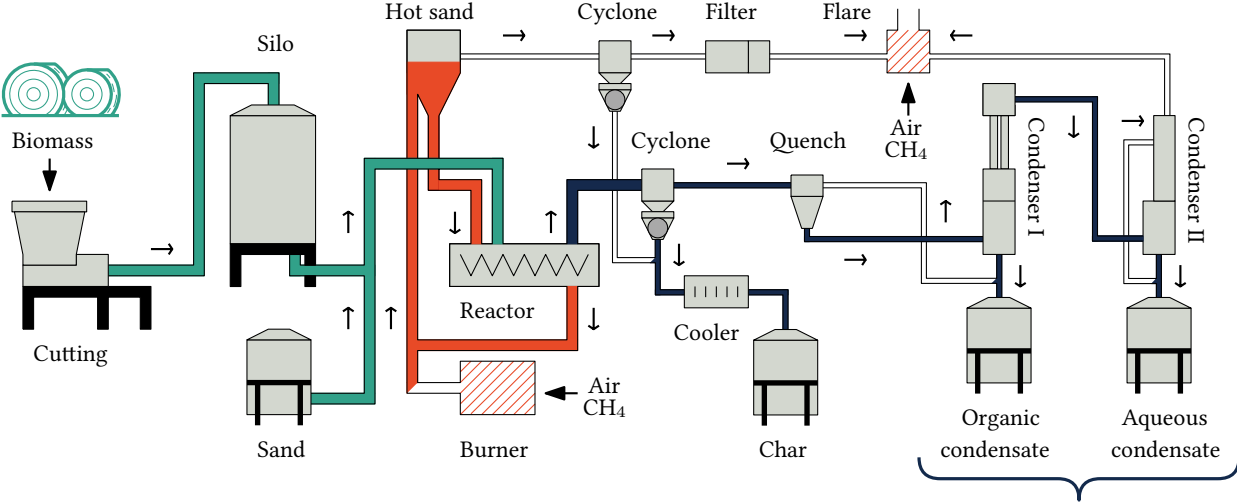 Hot sand
Cyclone
Filter
Flare
Silo
Biomass
Air
CH4
Cyclone
Quench
Condenser I
Condenser II
Reactor
Cooler
Cutting
Air
CH4
Sand
Burner
Char
Organic
condensate
Aqueous
condensate